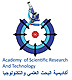 Academy of Scientific Research
And Technology
أكاديمية البحث العلمي والتكنولوجيا